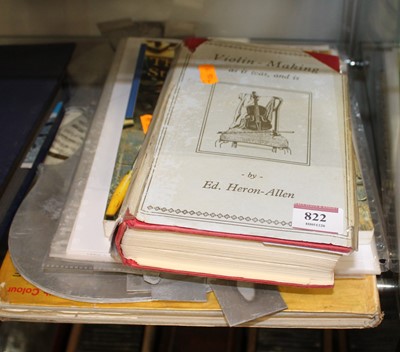 Violin - Making
as it was, and is
- by -
Ed. Heron-Allen
822
Colour